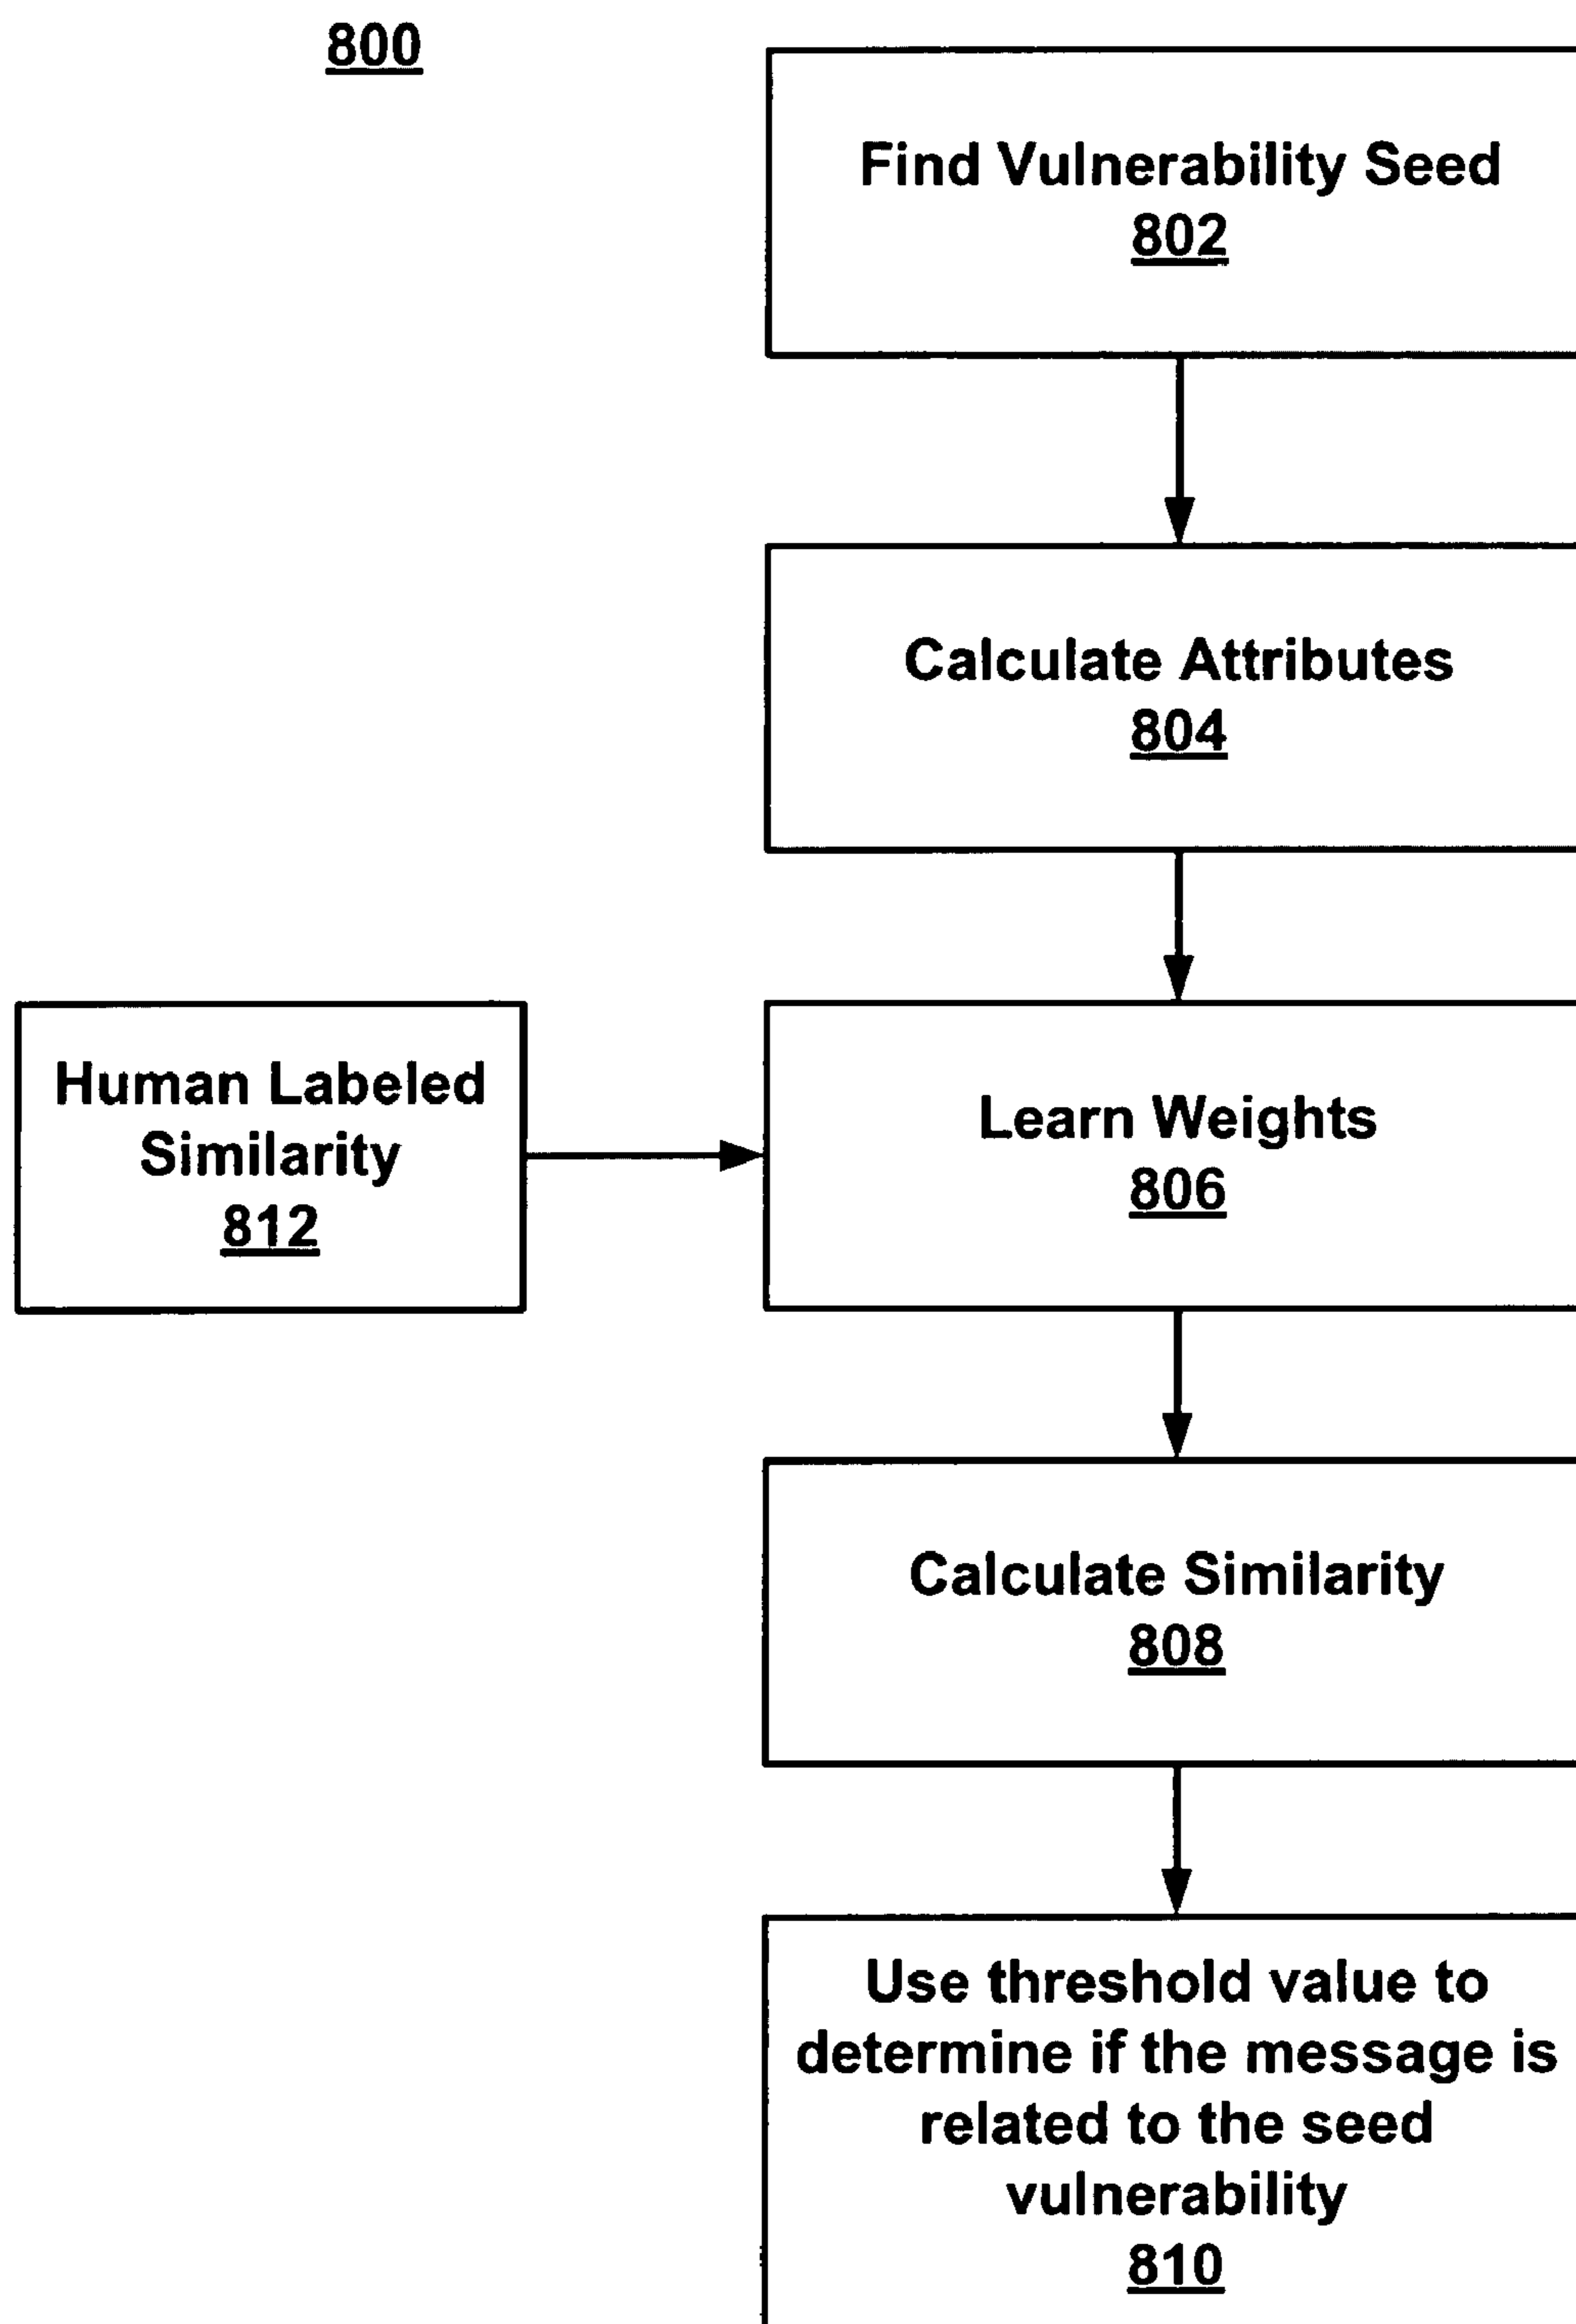 800
Find Vulnerability Seed
802
Calculate Attributes
804
Human Labeled
Similarity
812
Learn Weights
806
Calculate Similarity
808
Use threshold value to
determine if the message is
related to the seed
vulnerability
810